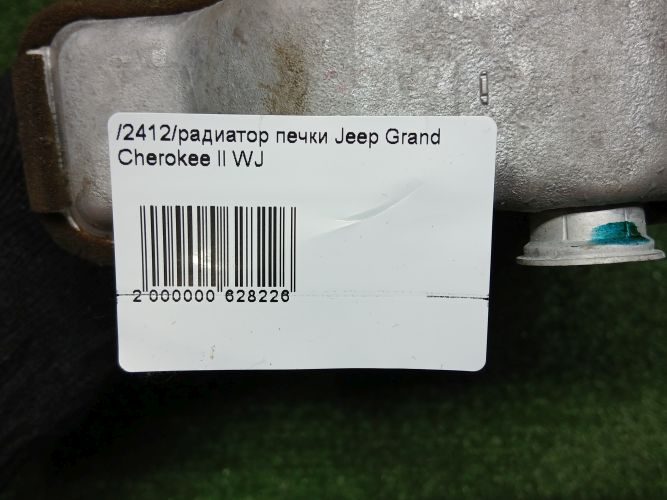 /2412/радиатор печки Jeep Grand
Cherokee II WJ
2 000000 628226